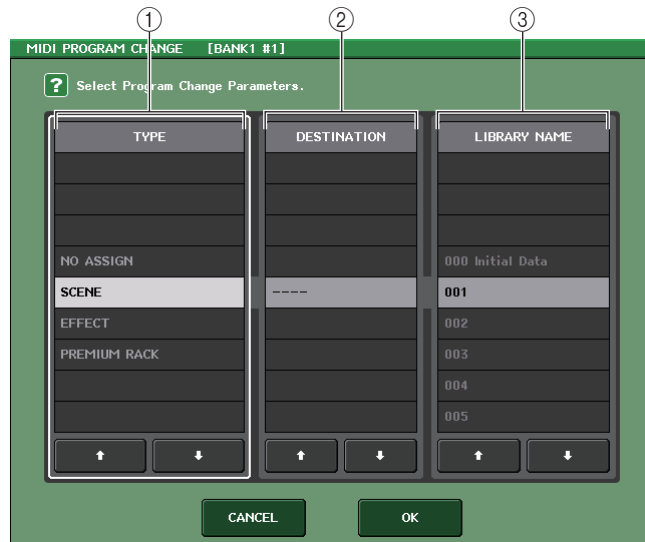 ① ② ③
MIDI PROGRAM CHANGE [BANK1 #1]
? Select Program Change Parameters.
TYPE DESTINATION LIBRARY NAME
NO ASSIGN 000 Initial Data
SCENE ---- 001
EFFECT 002
PREMIUM RACK 003
004
005
CANCEL OK